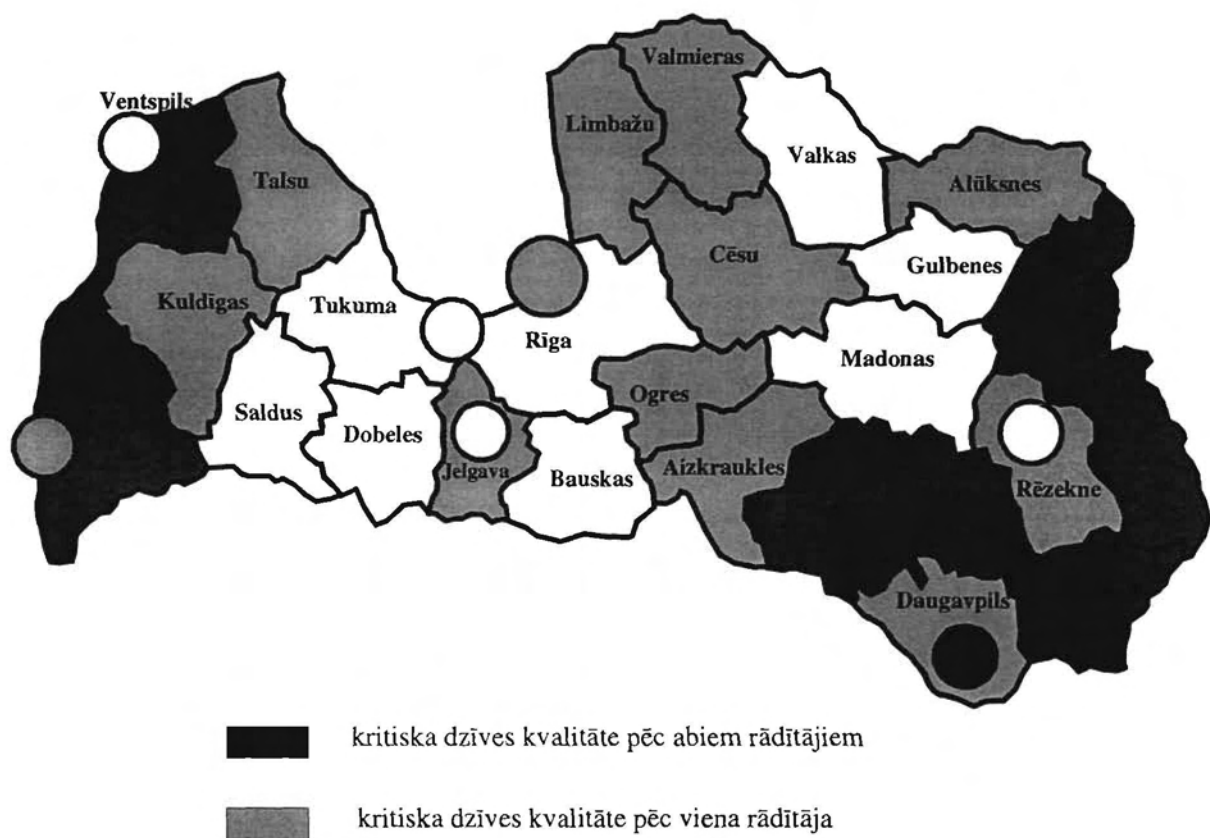 Valmieras
Ventspils
Limbažu
Valkas
Talsu
Alūksnes
Cēsu
Gulbenes
Kuldīgas
Tukuma
Rīga
Madonas
Ogres
Saldus
Dobeles
Jelgava
Bauskas
Aizkraukles
Rēzekne
Daugavpils
kritiska dzīves kvalitāte pēc abiem rādītājiem
kritiska dzīves kvalitāte pēc viena rādītāja